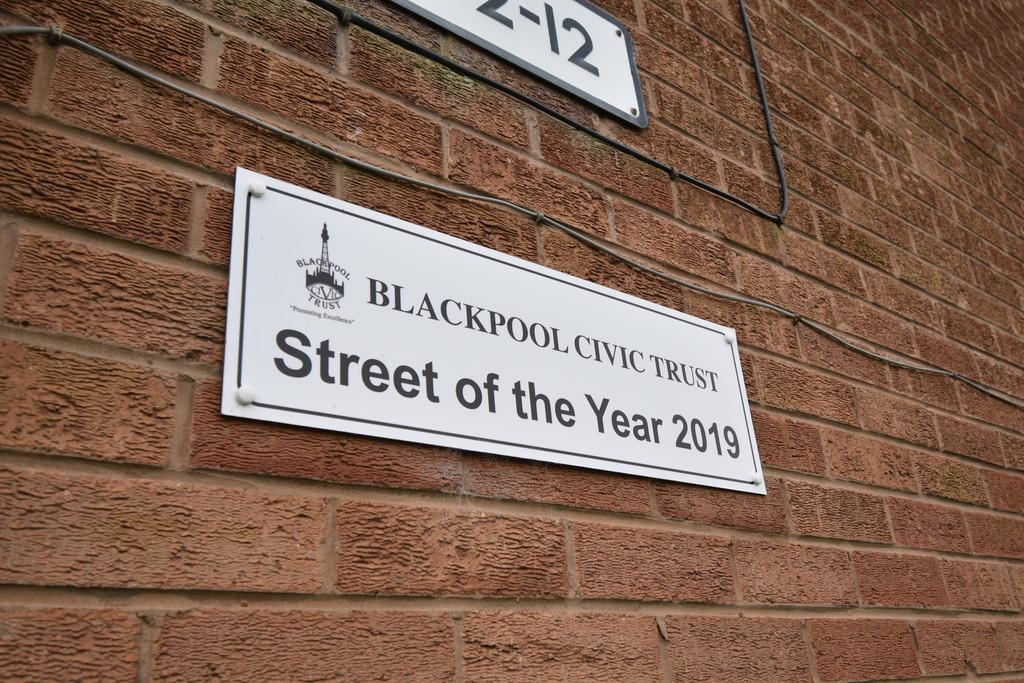 2-12
BLACKPOOL
CIVIC
TRUST
"Promoting Excellence"
BLACKPOOL CIVIC TRUST
Street of the Year 2019